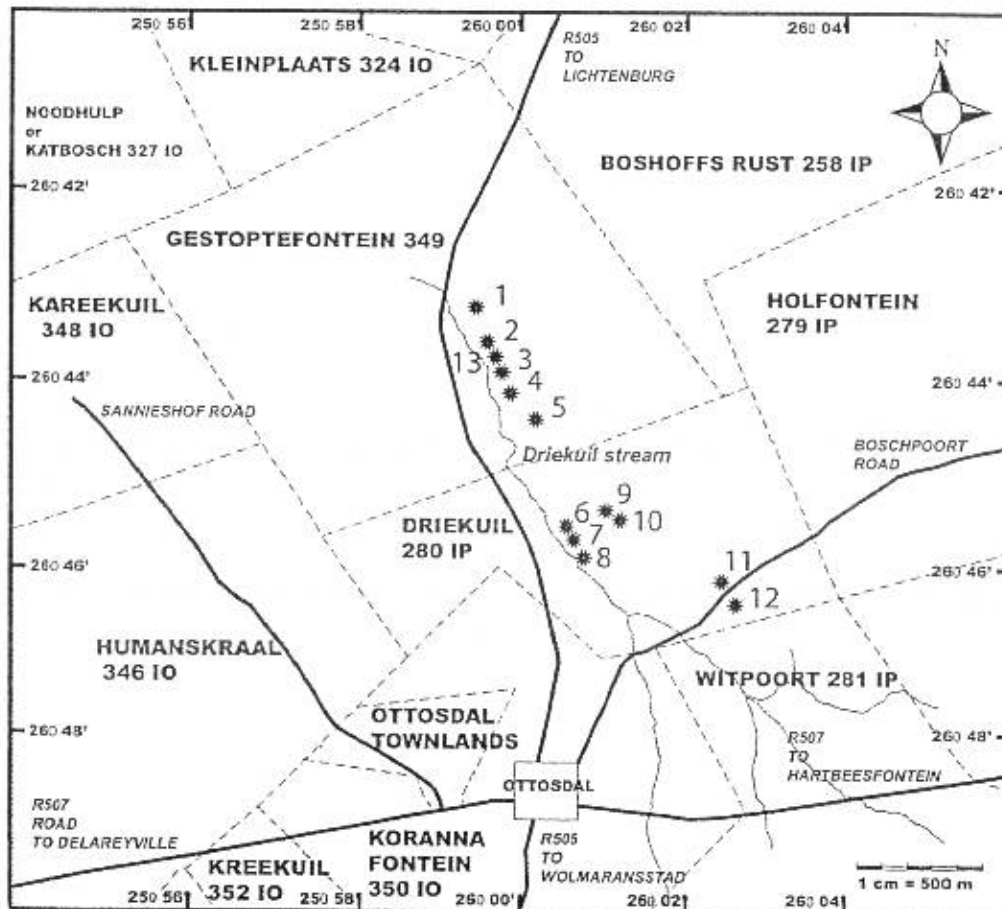 250 56'
250 58'
260 00'
260 02'
260 04'
R505
TO
LICHTENBURG
N
KLEINPLAATS 324 IO
NOODHULP
or
KATBOSCH 327 IO
BOSHOFFS RUST 258 IP
260 42'
260 42'
GESTOPTEFONTEIN 349
KAREEKUIL
348 IO
HOLFONTEIN
279 IP
1
2
13
3
4
5
260 44'
260 44'
SANNIESHOF ROAD
Driekuil stream
BOSCHPOORT
ROAD
DRIEKUIL
280 IP
6
7
8
9
10
11
12
260 46'
260 46'
HUMANSKRAAL
346 IO
WITPOORT 281 IP
OTTOSDAL
TOWNLANDS
260 48'
260 48'
R507
TO
HARTBEESFONTEIN
OTTOSDAL
R507
ROAD
TO DELAREYVILLE
KREEKUIL
352 IO
KORANNA
FONTEIN
350 IO
R505
TO
WOLMARANSSTAD
1 cm = 500 m
250 56'
250 58'
260 00'
260 02'
260 04'